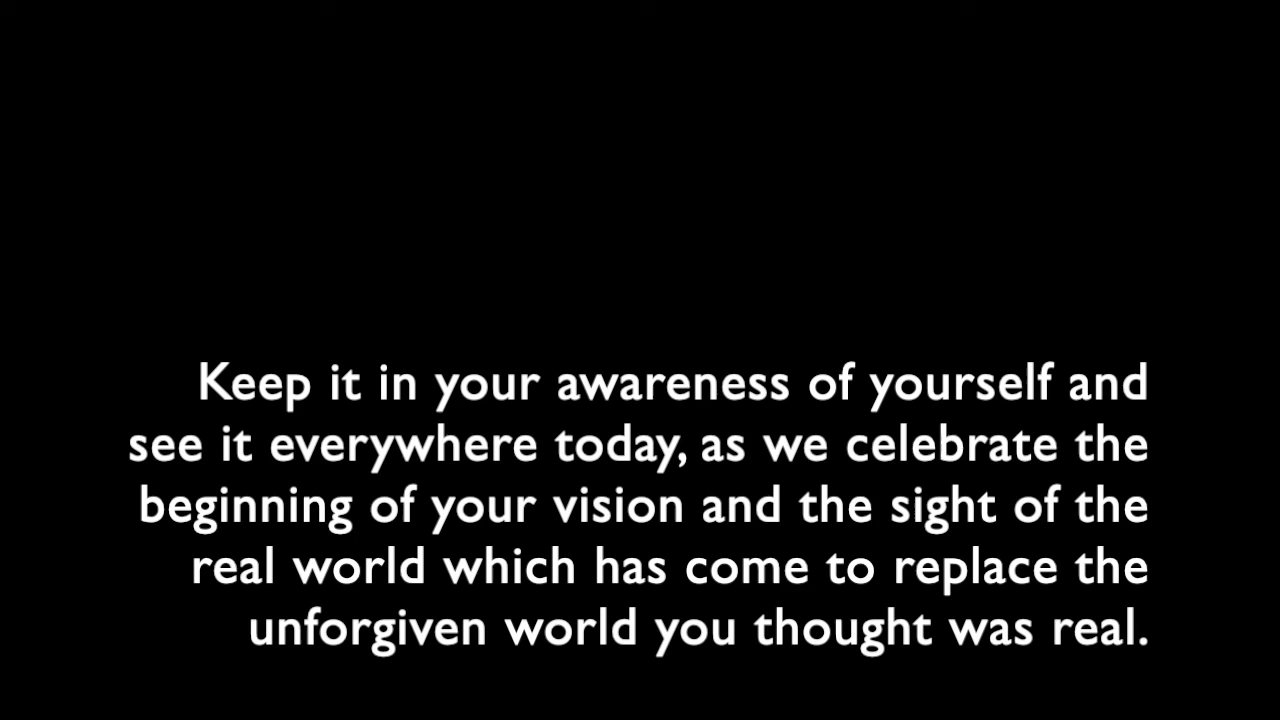 Keep it in your awareness of yourself and
see it everywhere today, as we celebrate the
beginning of your vision and the sight of the
real world which has come to replace the
unforgiven world you thought was real.